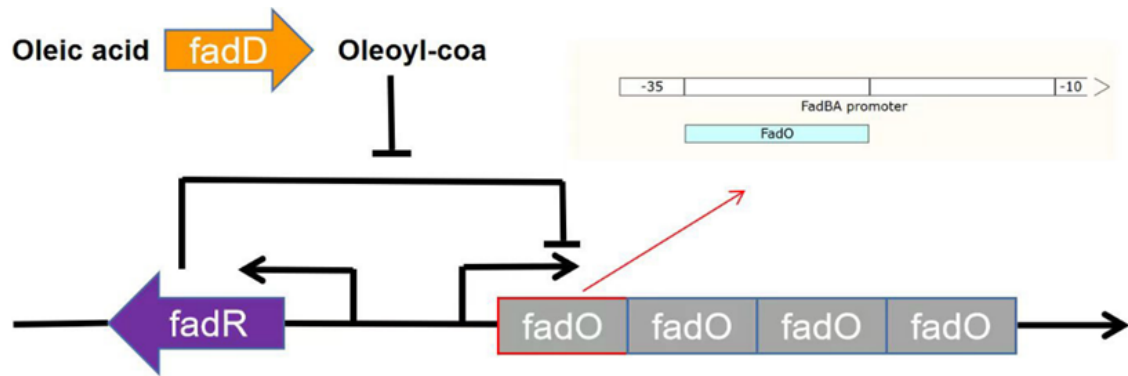 Oleic acid fadD Oleoyl-coa
-35 -10
FadBA promoter
FadO
fadR fadO fadO fadO fadO